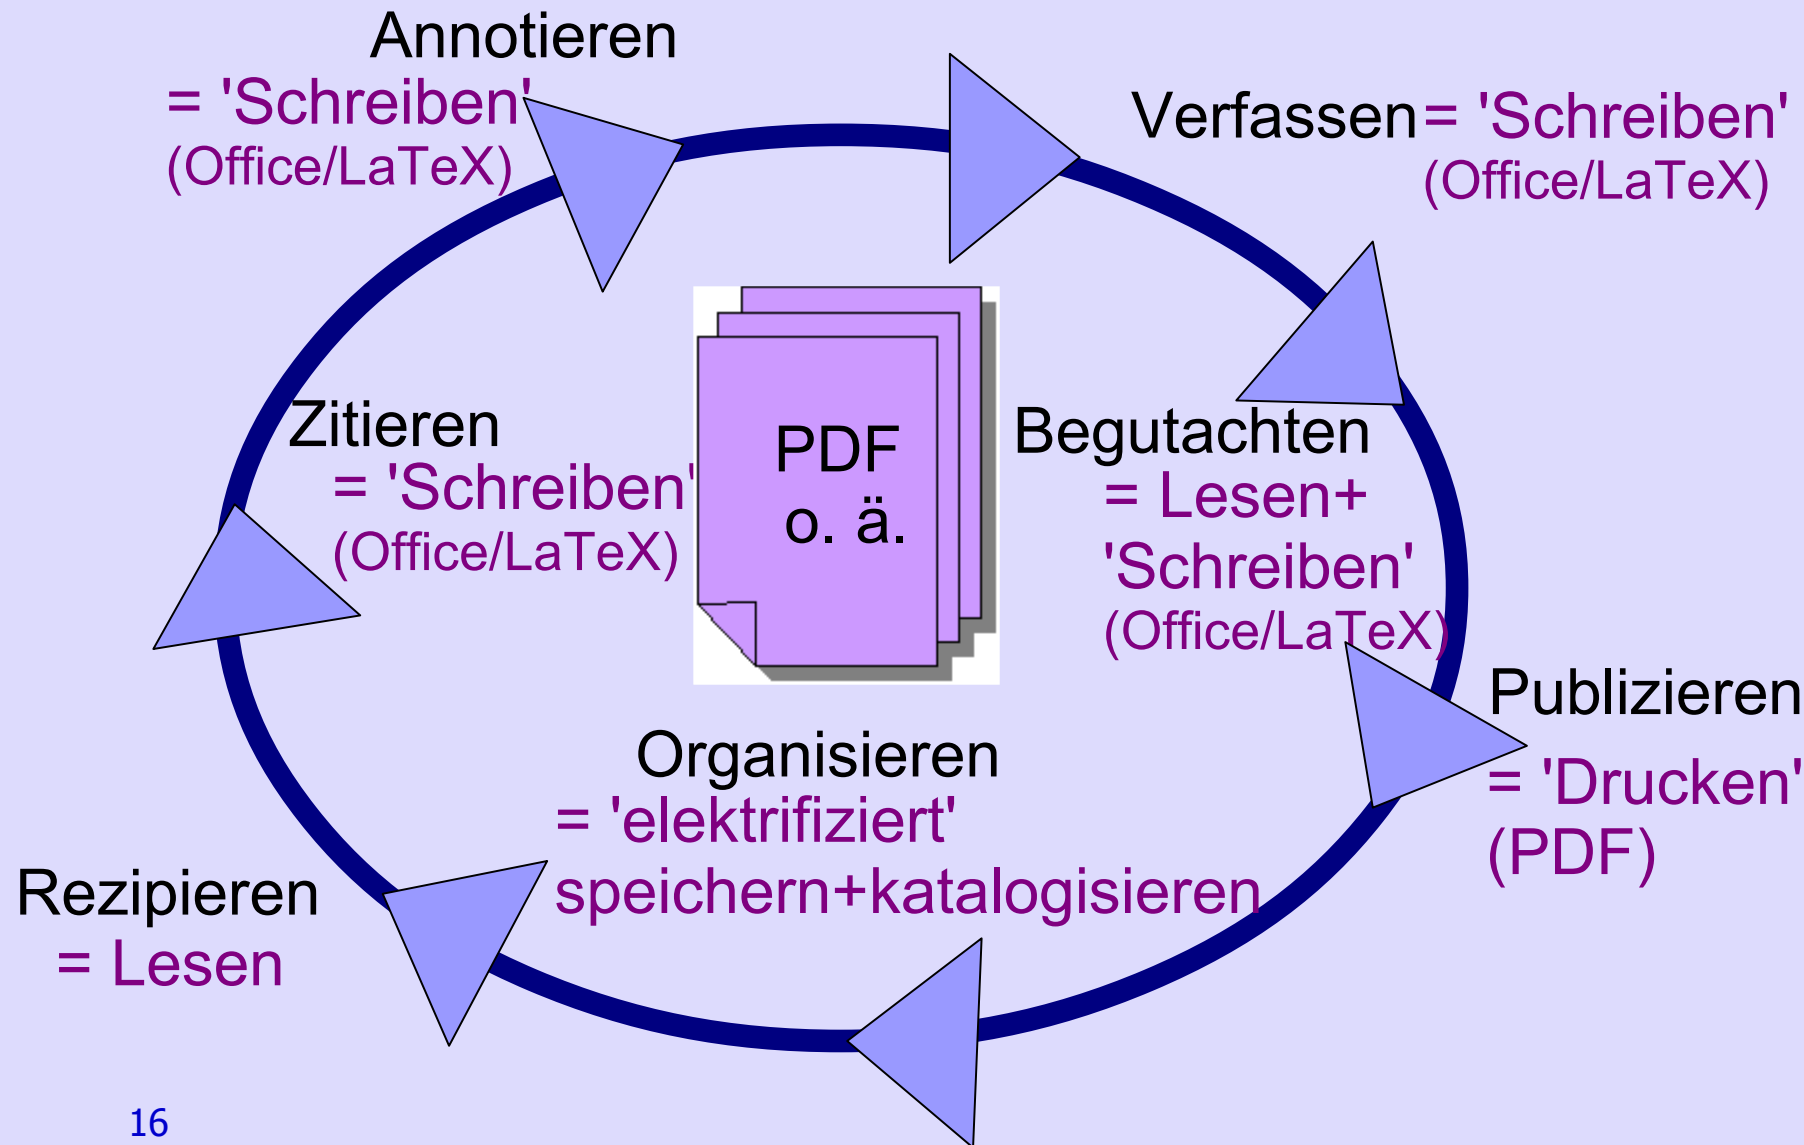 Annotieren
= 'Schreiben'
(Office/LaTeX)
Verfassen = 'Schreiben'
(Office/LaTeX)
Zitieren
= 'Schreiben'
(Office/LaTeX)
PDF
o. ä.
Begutachten
= Lesen+
'Schreiben'
(Office/LaTeX)
Publizieren
= 'Drucken'
(PDF)
Organisieren
= 'elektrifiziert'
speichern+katalogisieren
Rezipieren
= Lesen
16